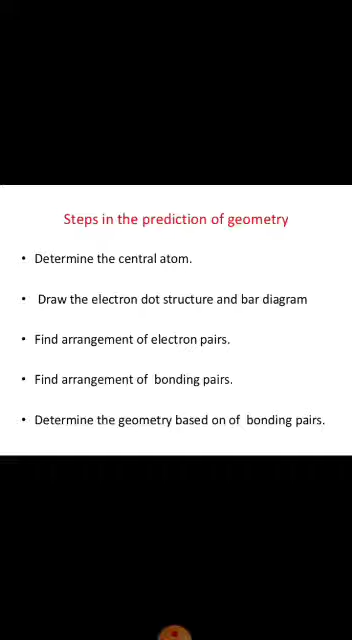 Steps in the prediction of geometry
• Determine the central atom.
• Draw the electron dot structure and bar diagram
• Find arrangement of electron pairs.
• Find arrangement of bonding pairs.
• Determine the geometry based on of bonding pairs.